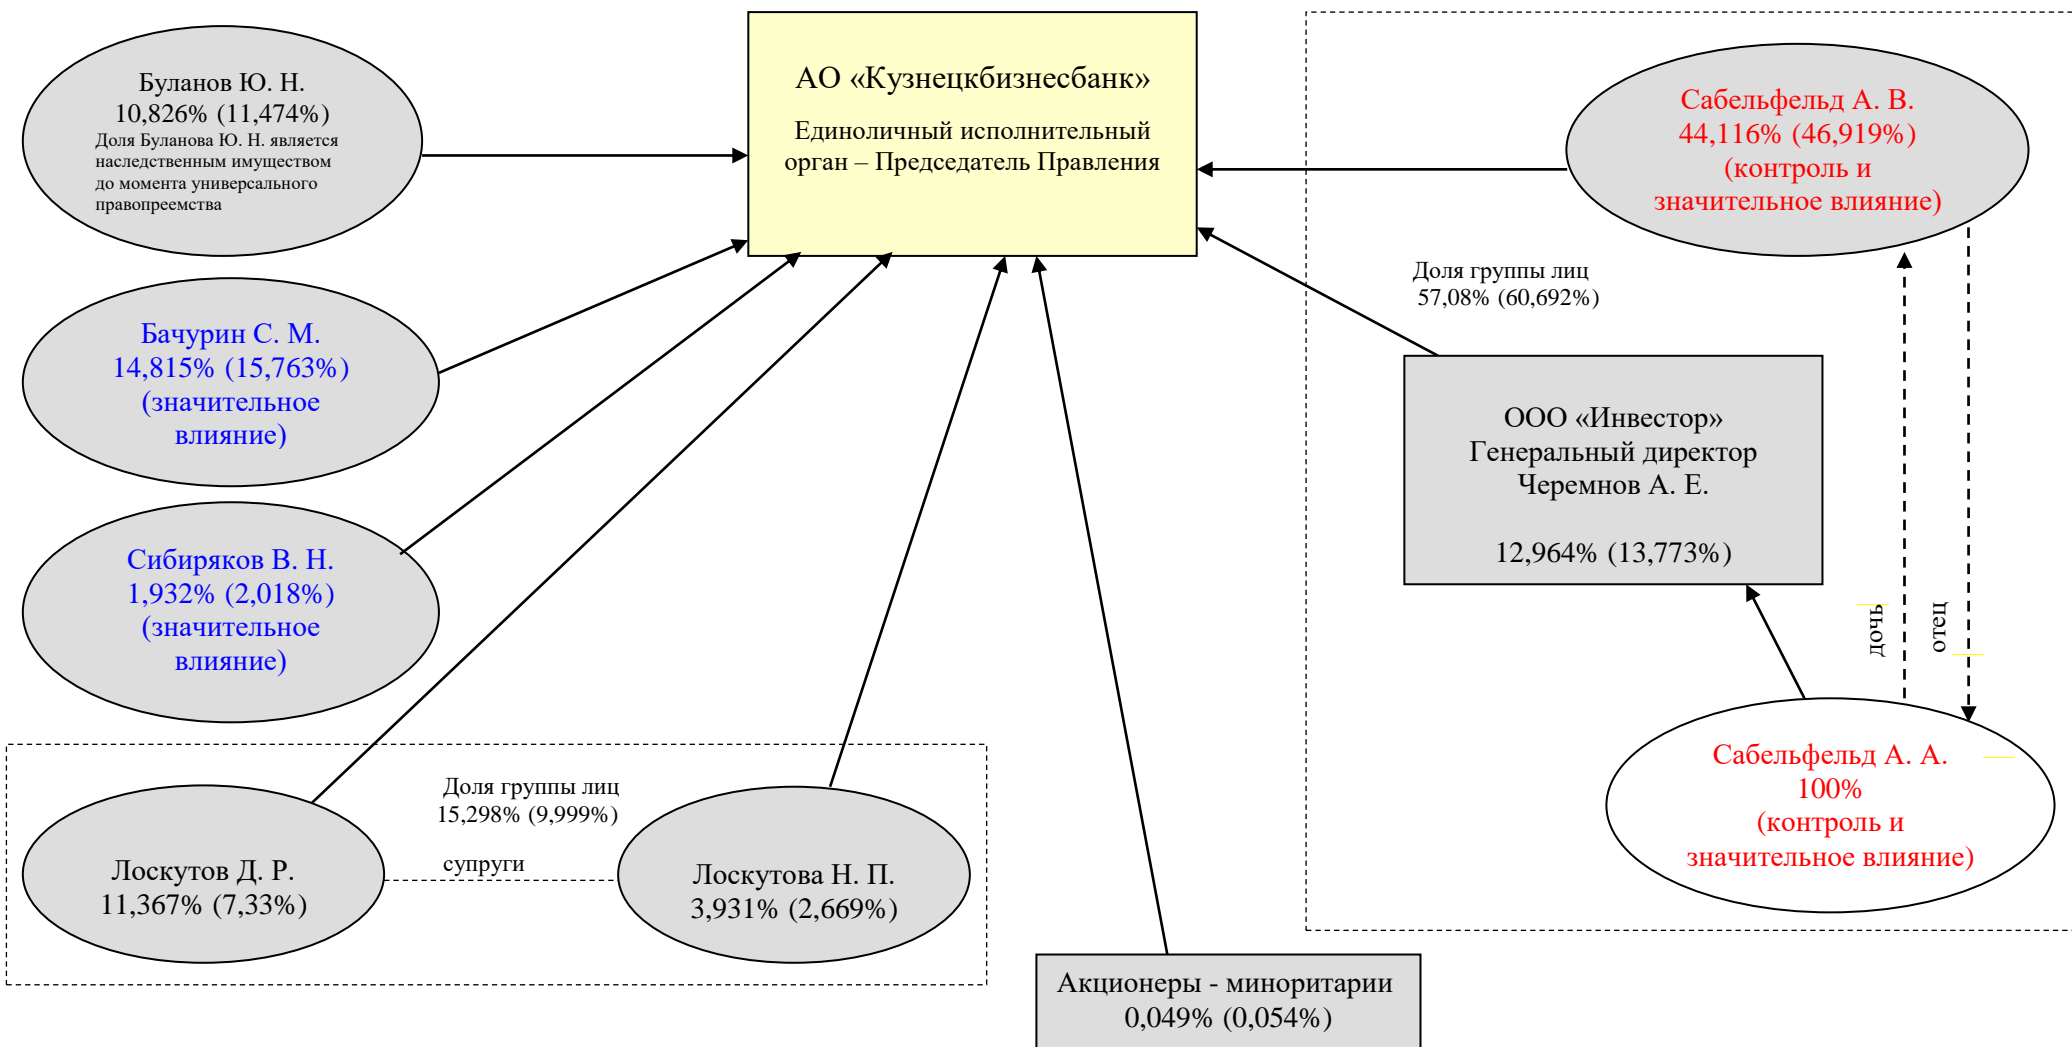 Буланов Ю. Н.
10,826% (11,474%)
Доля Буланова Ю. Н. является
наследственным имуществом
до момента универсального
правопреемства
АО «Кузнецкбизнесбанк»
Единоличный исполнительный
орган – Председатель Правления
Сабельфельд А. В.
44,116% (46,919%)
(контроль и
значительное влияние)
Доля группы лиц
57,08% (60,692%)
Бачурин С. М.
14,815% (15,763%)
(значительное
влияние)
ООО «Инвестор»
Генеральный директор
Черемнов А. Е.
12,964% (13,773%)
Сибиряков В. Н.
1,932% (2,018%)
(значительное
влияние)
дочь
отец
Сабельфельд А. А.
100%
(контроль и
значительное влияние)
Доля группы лиц
15,298% (9,999%)
супруги
Лоскутов Д. Р.
11,367% (7,33%)
Лоскутова Н. П.
3,931% (2,669%)
Акционеры - миноритарии
0,049% (0,054%)